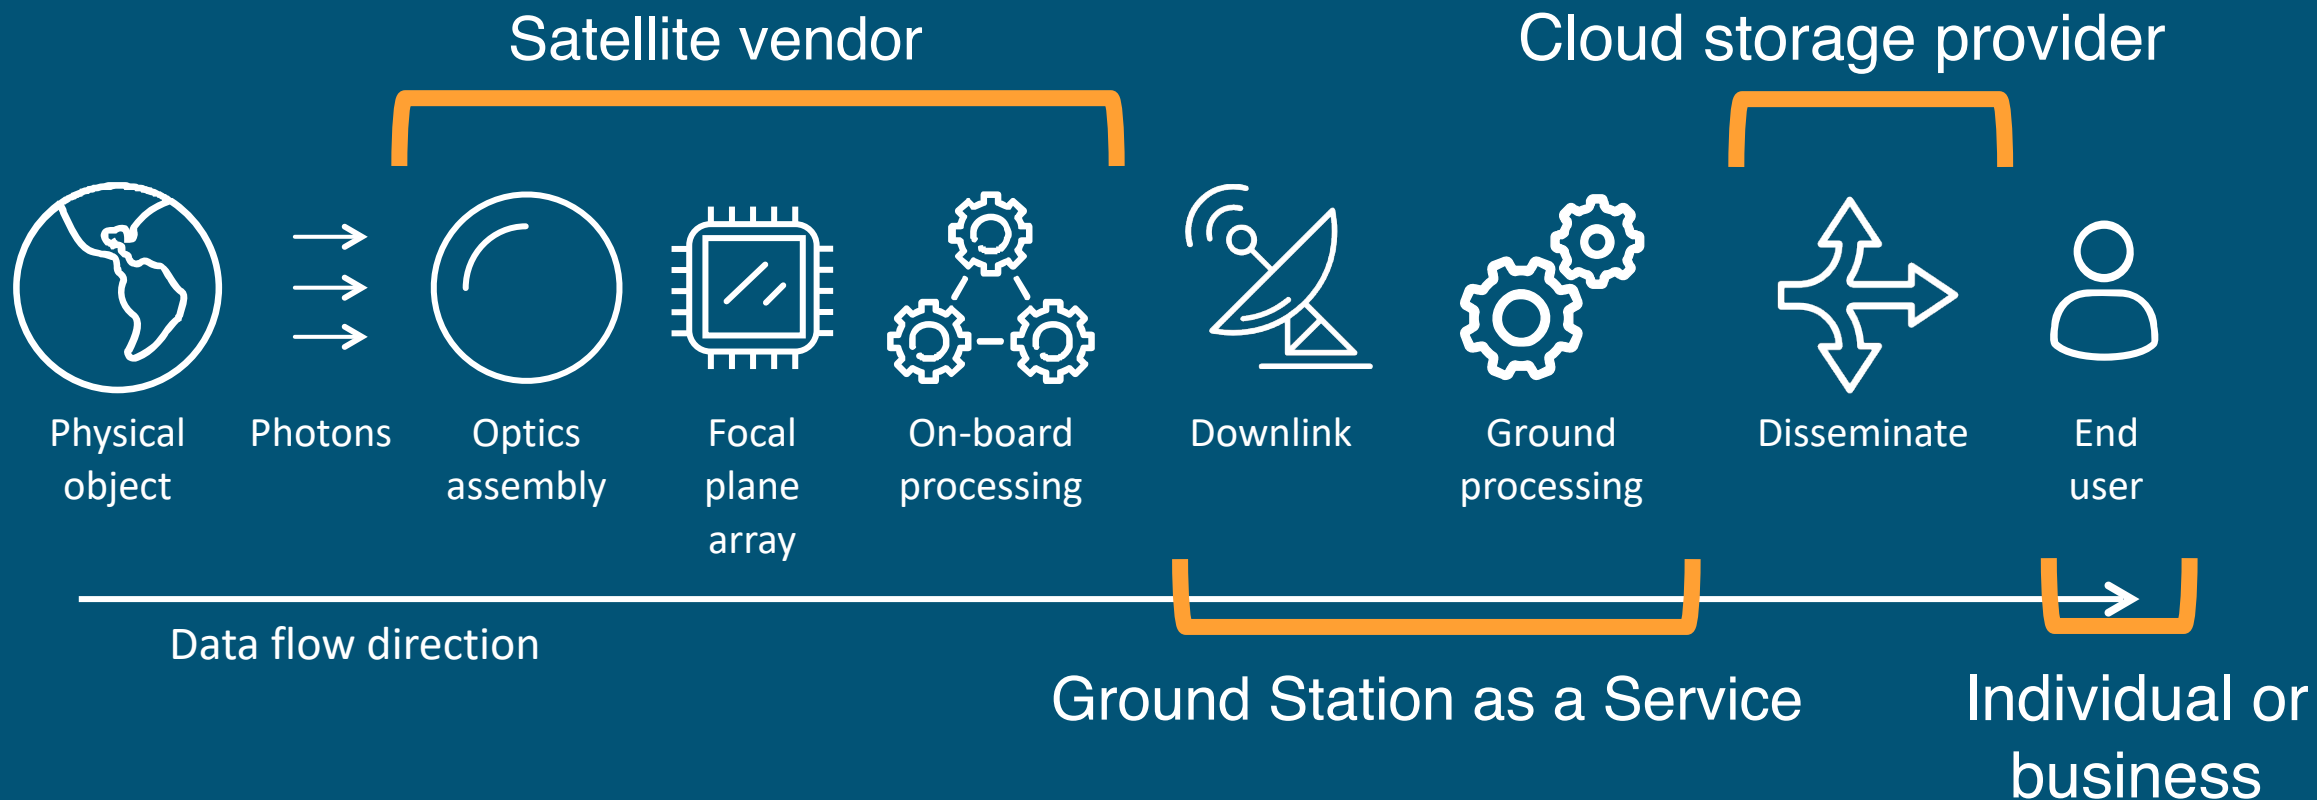 Satellite vendor
Cloud storage provider
Physical
object
Photons
Optics
assembly
Focal
plane
array
On-board
processing
Downlink
Ground
processing
Disseminate
End
user
Data flow direction
Ground Station as a Service
Individual or
business